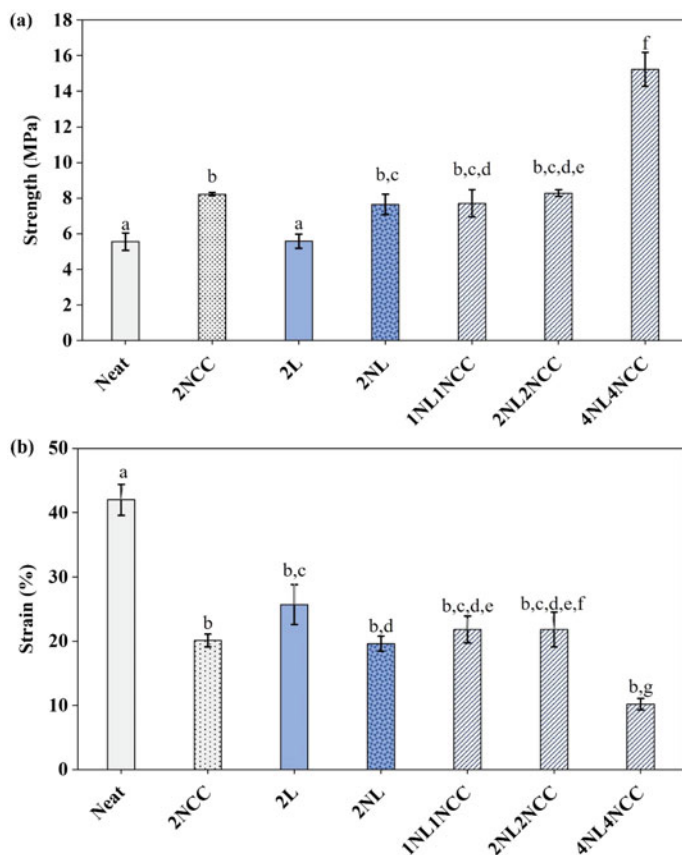 (a)
Strength (MPa)
18
16
14
12
10
8
6
4
2
0
a
b
a
b,c
b,c,d
b,c,d,e
f
Neat
2NCC
2L
2NL
1NL1NCC
2NL2NCC
4NL4NCC
(b)
Strain (%)
50
40
30
20
10
0
a
b
b,c
b,d
b,c,d,e
b,c,d,e,f
b,g
Neat
2NCC
2L
2NL
1NL1NCC
2NL2NCC
4NL4NCC